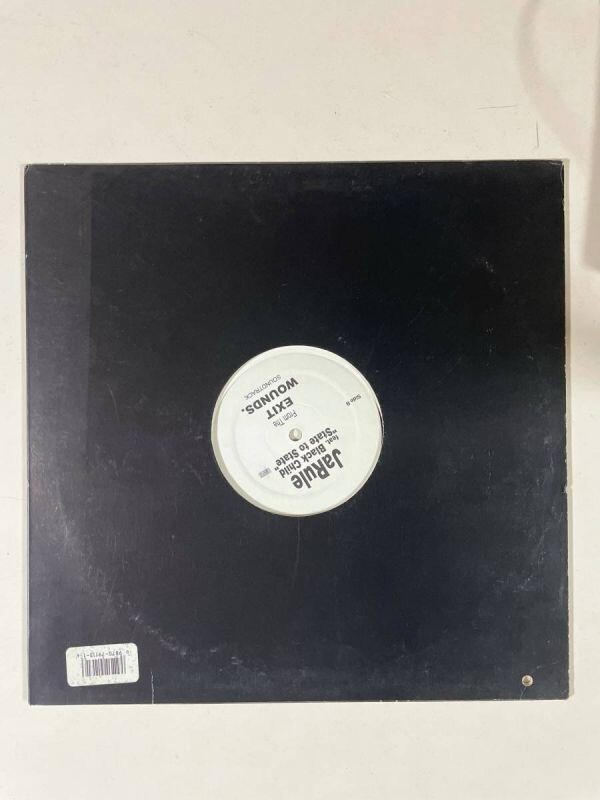 JaRule
feat. Black Child
"State to State"
From The
EXIT
WOUNDS.
SOUNDTRACK
Side B